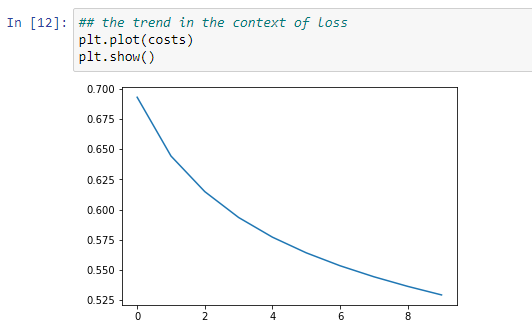 In [12]: ## the trend in the context of loss
plt.plot(costs)
plt.show()
0.700
0.675
0.650
0.625
0.600
0.575
0.550
0.525
0 2 4 6 8